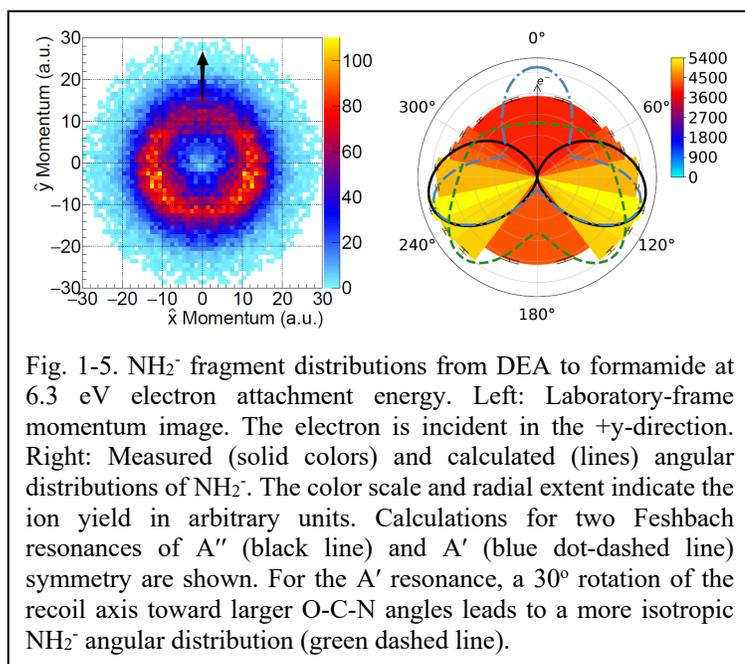 30
20
10
0
−10
−20
−30
ŷ Momentum (a.u.)
−30 −20 −10 0 10 20 30
x̂ Momentum (a.u.)
100
80
60
40
20
0
0°
e⁻
300° 60°
240° 120°
180°
5400
4500
3600
2700
1800
900
0
Fig. 1-5. NH₂⁻ fragment distributions from DEA to formamide at
6.3 eV electron attachment energy. Left: Laboratory-frame
momentum image. The electron is incident in the +y-direction.
Right: Measured (solid colors) and calculated (lines) angular
distributions of NH₂⁻. The color scale and radial extent indicate the
ion yield in arbitrary units. Calculations for two Feshbach
resonances of A″ (black line) and A′ (blue dot-dashed line)
symmetry are shown. For the A′ resonance, a 30° rotation of the
recoil axis toward larger O-C-N angles leads to a more isotropic
NH₂⁻ angular distribution (green dashed line).